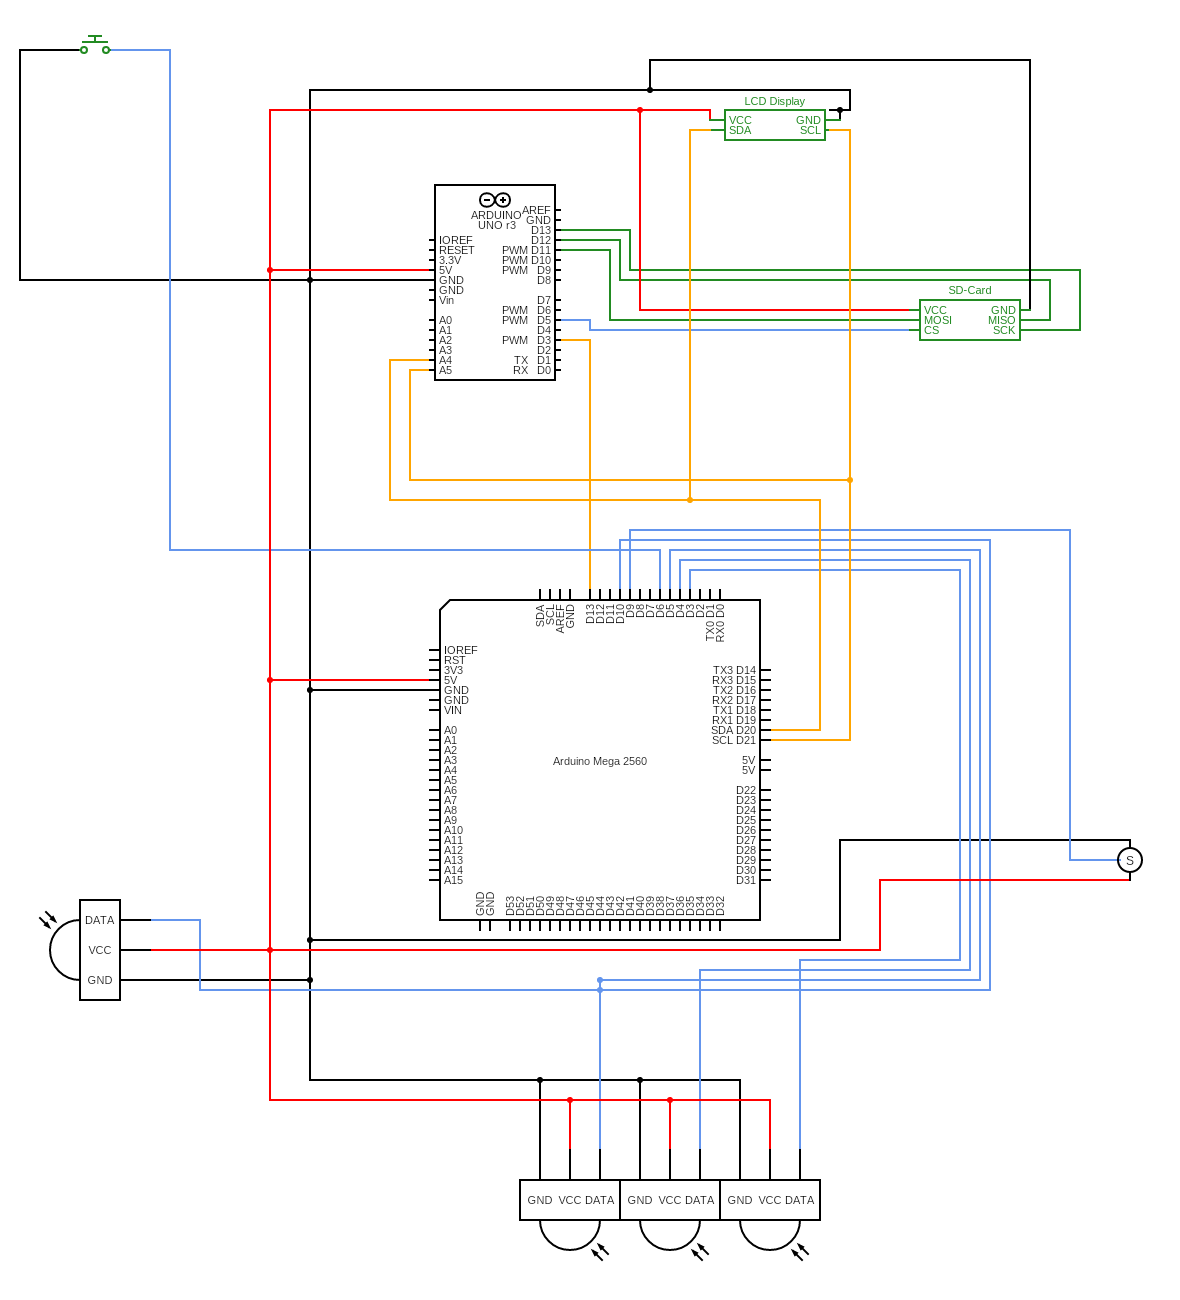 LCD Display
VCC GND
SDA SCL
ARDUINO
UNO r3
AREF
GND
D13
IOREF D12
RESET PWM D11
3.3V PWM D10
5V PWM D9
GND D8
GND
Vin D7
PWM D6
A0 PWM D5
A1 D4
A2 PWM D3
A3 D2
A4 TX D1
A5 RX D0
SD-Card
VCC GND
MOSI MISO
CS SCK
SDA SCL AREF GND D13 D12 D11 D10 D9 D8 D7 D6 D5 D4 D3 D2 TX0 D1 RX0 D0
IOREF
RST
3V3 TX3 D14
5V RX3 D15
GND TX2 D16
GND RX2 D17
VIN TX1 D18
RX1 D19
A0 SDA D20
A1 SCL D21
A2
A3 Arduino Mega 2560 5V
A4 5V
A5
A6 D22
A7 D23
A8 D24
A9 D25
A10 D26
A11 D27
A12 D28
A13 D29
A14 D30
A15 D31
GND GND D53 D52 D51 D50 D49 D48 D47 D46 D45 D44 D43 D42 D41 D40 D39 D38 D37 D36 D35 D34 D33 D32
S
DATA
VCC
GND
GND VCC DATA GND VCC DATA GND VCC DATA